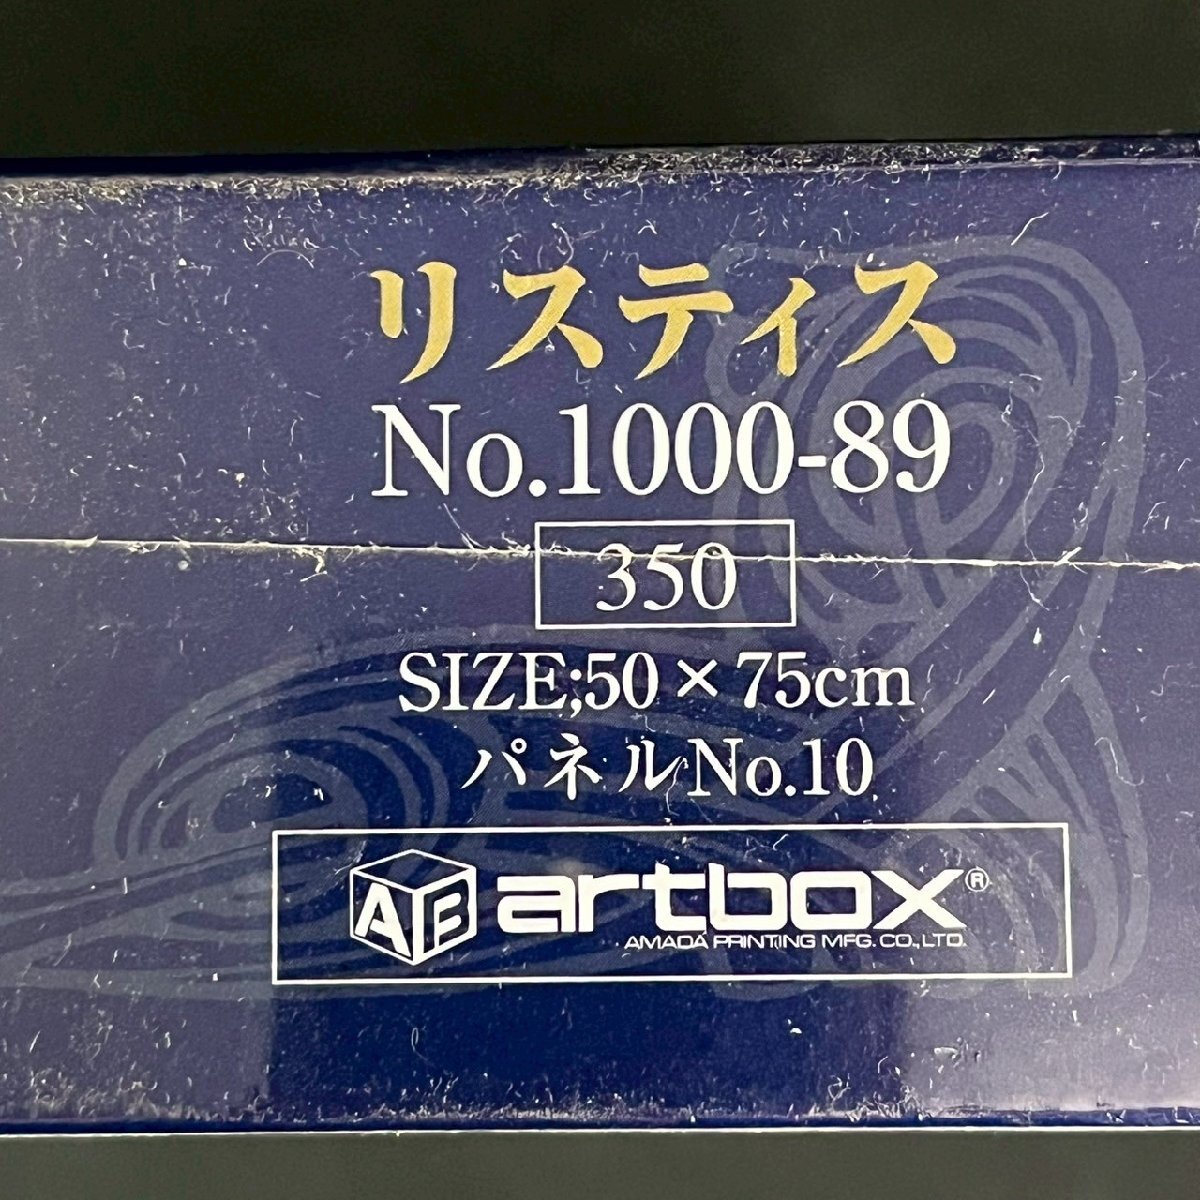 リスティス
No.1000-89
350
SIZE;50×75cm
パネルNo.10
AB artbox®
AMADA PRINTING MFG. CO., LTD.